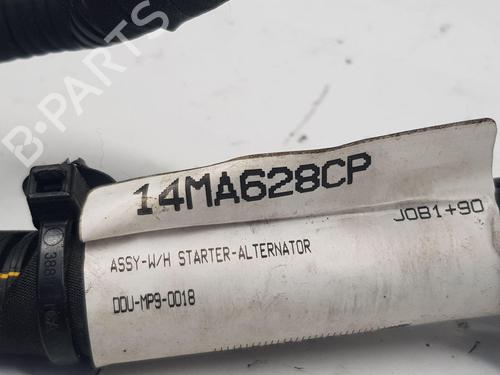 B-PARTS
14MA628CP
JOB1+90
ASSY-W/H STARTER-ALTERNATOR
DDU-MP9-0018